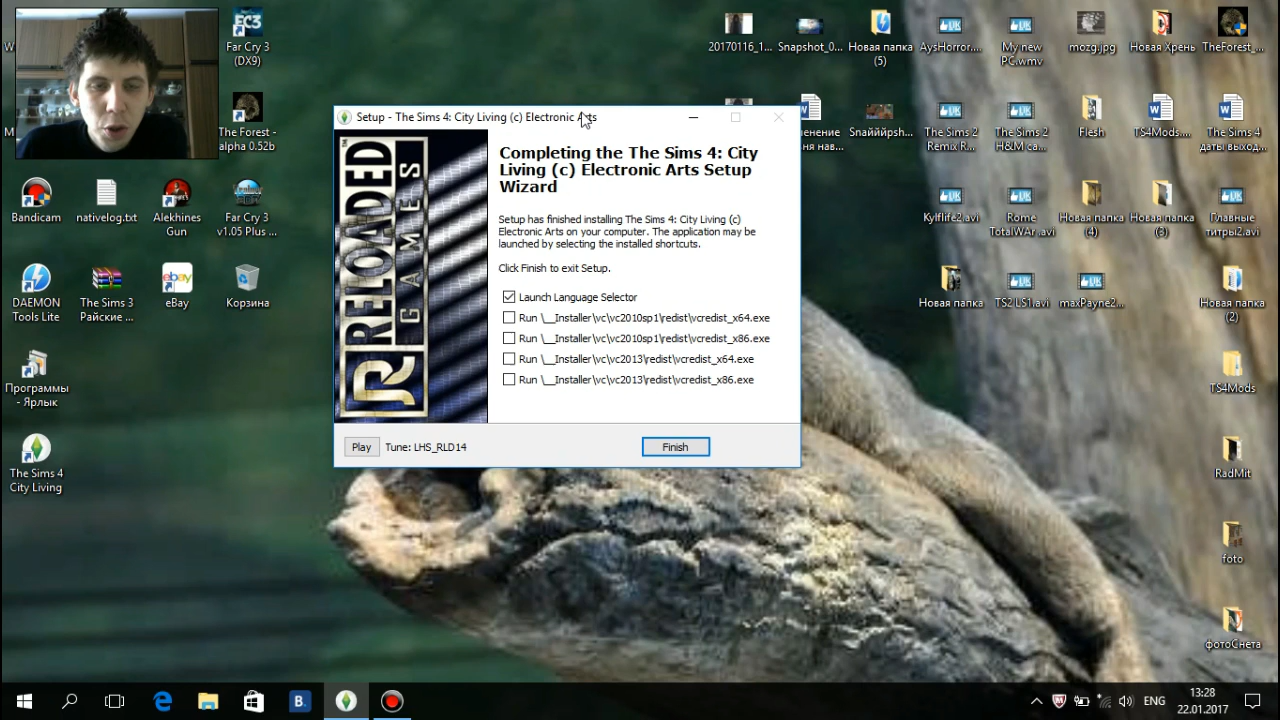 Far Cry 3
(DX9)
The Forest -
alpha 0.52b
Bandicam
nativelog.txt
Alekhines
Gun
Far Cry 3
v1.05 Plus ...
DAEMON
Tools Lite
The Sims 3
Райские ...
eBay
Корзина
Программы
- Ярлык
The Sims 4
City Living
Setup - The Sims 4: City Living (c) Electronic Arts
RELOADED
GAMES
Completing the The Sims 4: City
Living (c) Electronic Arts Setup
Wizard
Setup has finished installing The Sims 4: City Living (c)
Electronic Arts on your computer. The application may be
launched by selecting the installed shortcuts.
Click Finish to exit Setup.
Launch Language Selector
Run \__Installer\vc\vc2010sp1\redist\vcredist_x64.exe
Run \__Installer\vc\vc2010sp1\redist\vcredist_x86.exe
Run \__Installer\vc\vc2013\redist\vcredist_x64.exe
Run \__Installer\vc\vc2013\redist\vcredist_x86.exe
Play
Tune: LHS_RLD14
Finish
20170116_1...
Snapshot_0...
Новая папка
(5)
AysHorror....
My new
PC.wmv
mozg.jpg
Новая Хрень
TheForest_...
Snaйййpsh...
The Sims 2
Remix R...
The Sims 2
H&M ca...
Flesh
TS4Mods....
The Sims 4
даты выход...
Kylflife2.avi
Rome
TotalWAr .avi
Новая папка
(4)
Новая папка
(3)
Главные
титры2.avi
Новая папка
TS2 LS1.avi
maxPayne2...
Новая папка
(2)
TS4Mods
RadMit
foto
фотоСнега
ENG
13:28
22.01.2017